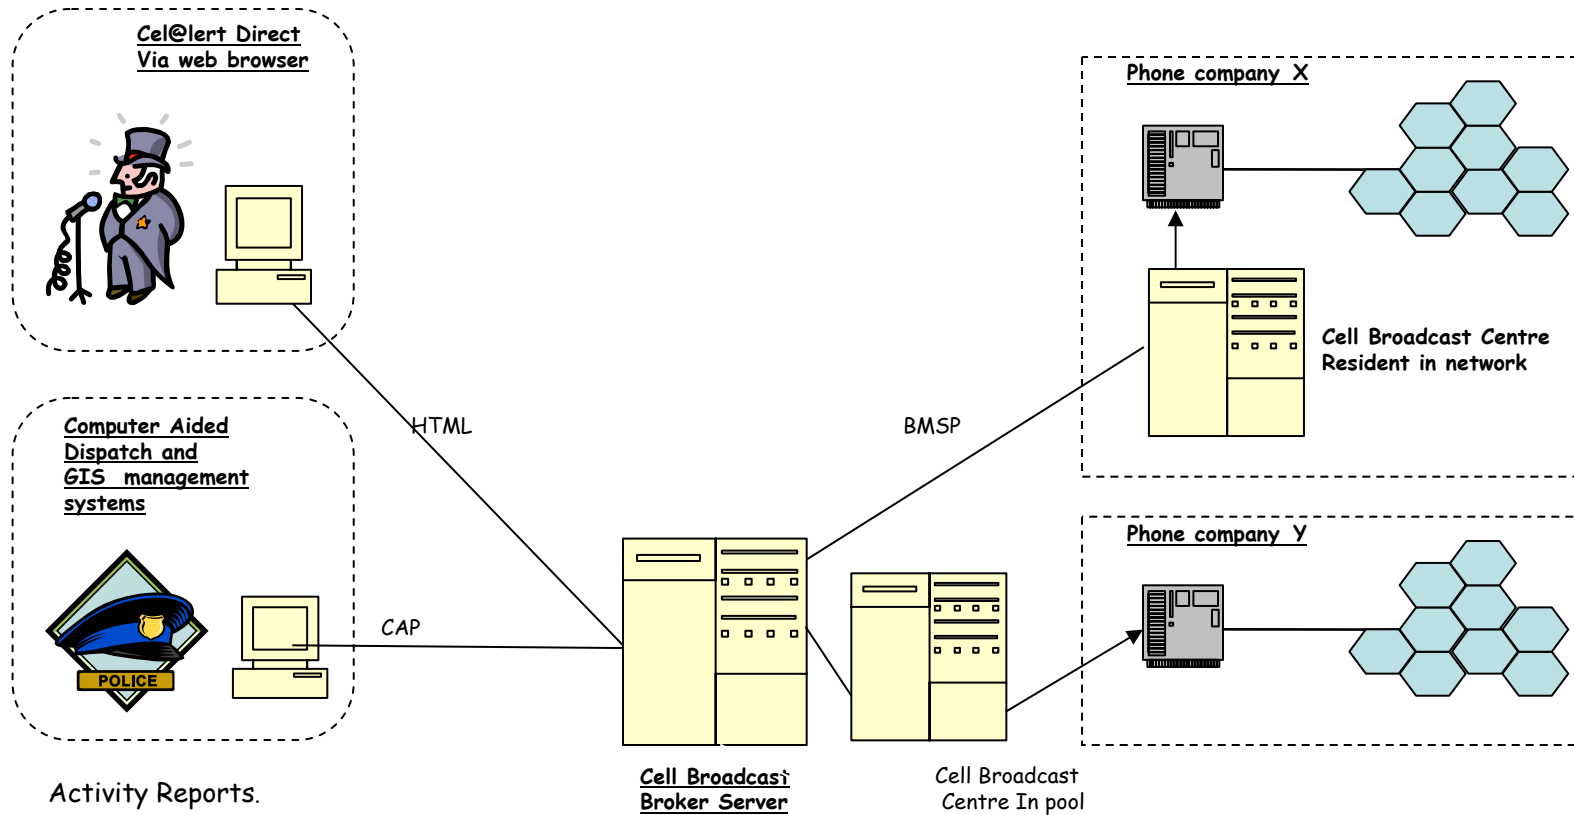 Cel@lert Direct
Via web browser
Phone company X
Cell Broadcast Centre
Resident in network
HTML
BMSP
Computer Aided
Dispatch and
GIS management
systems
POLICE
CAP
Phone company Y
Cell Broadcast
Broker Server
Cell Broadcast
Centre In pool
Activity Reports.